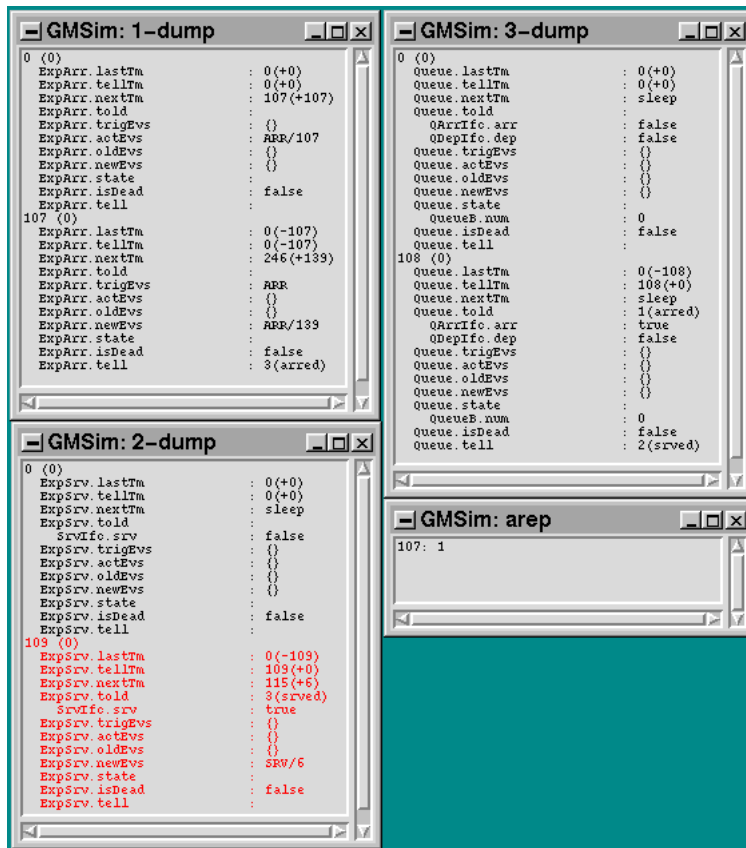 GMSim: 1-dump
0 (0)
ExpArr.lastTm : 0(+0)
ExpArr.tellTm : 0(+0)
ExpArr.nextTm : 107(+107)
ExpArr.told :
ExpArr.trigEvs : {}
ExpArr.actEvs : ARR/107
ExpArr.oldEvs : {}
ExpArr.newEvs : {}
ExpArr.state :
ExpArr.isDead : false
ExpArr.tell :
107 (0)
ExpArr.lastTm : 0(-107)
ExpArr.tellTm : 0(-107)
ExpArr.nextTm : 246(+139)
ExpArr.told :
ExpArr.trigEvs : ARR
ExpArr.actEvs : {}
ExpArr.oldEvs : {}
ExpArr.newEvs : ARR/139
ExpArr.state :
ExpArr.isDead : false
ExpArr.tell : 3(arred)
GMSim: 2-dump
0 (0)
ExpSrv.lastTm : 0(+0)
ExpSrv.tellTm : 0(+0)
ExpSrv.nextTm : sleep
ExpSrv.told :
SrvIfc.srv : false
ExpSrv.trigEvs : {}
ExpSrv.actEvs : {}
ExpSrv.oldEvs : {}
ExpSrv.newEvs : {}
ExpSrv.state :
ExpSrv.isDead : false
ExpSrv.tell :
109 (0)
ExpSrv.lastTm : 0(-109)
ExpSrv.tellTm : 109(+0)
ExpSrv.nextTm : 115(+6)
ExpSrv.told : 3(srved)
SrvIfc.srv : true
ExpSrv.trigEvs : {}
ExpSrv.actEvs : {}
ExpSrv.oldEvs : {}
ExpSrv.newEvs : SRV/6
ExpSrv.state :
ExpSrv.isDead : false
ExpSrv.tell :
GMSim: 3-dump
0 (0)
Queue.lastTm : 0(+0)
Queue.tellTm : 0(+0)
Queue.nextTm : sleep
Queue.told :
QArrIfc.arr : false
QDepIfc.dep : false
Queue.trigEvs : {}
Queue.actEvs : {}
Queue.oldEvs : {}
Queue.newEvs : {}
Queue.state :
QueueB.num : 0
Queue.isDead : false
Queue.tell :
108 (0)
Queue.lastTm : 0(-108)
Queue.tellTm : 108(+0)
Queue.nextTm : sleep
Queue.told : 1(arred)
QArrIfc.arr : true
QDepIfc.dep : false
Queue.trigEvs : {}
Queue.actEvs : {}
Queue.oldEvs : {}
Queue.newEvs : {}
Queue.state :
QueueB.num : 0
Queue.isDead : false
Queue.tell : 2(srved)
GMSim: arep
107: 1